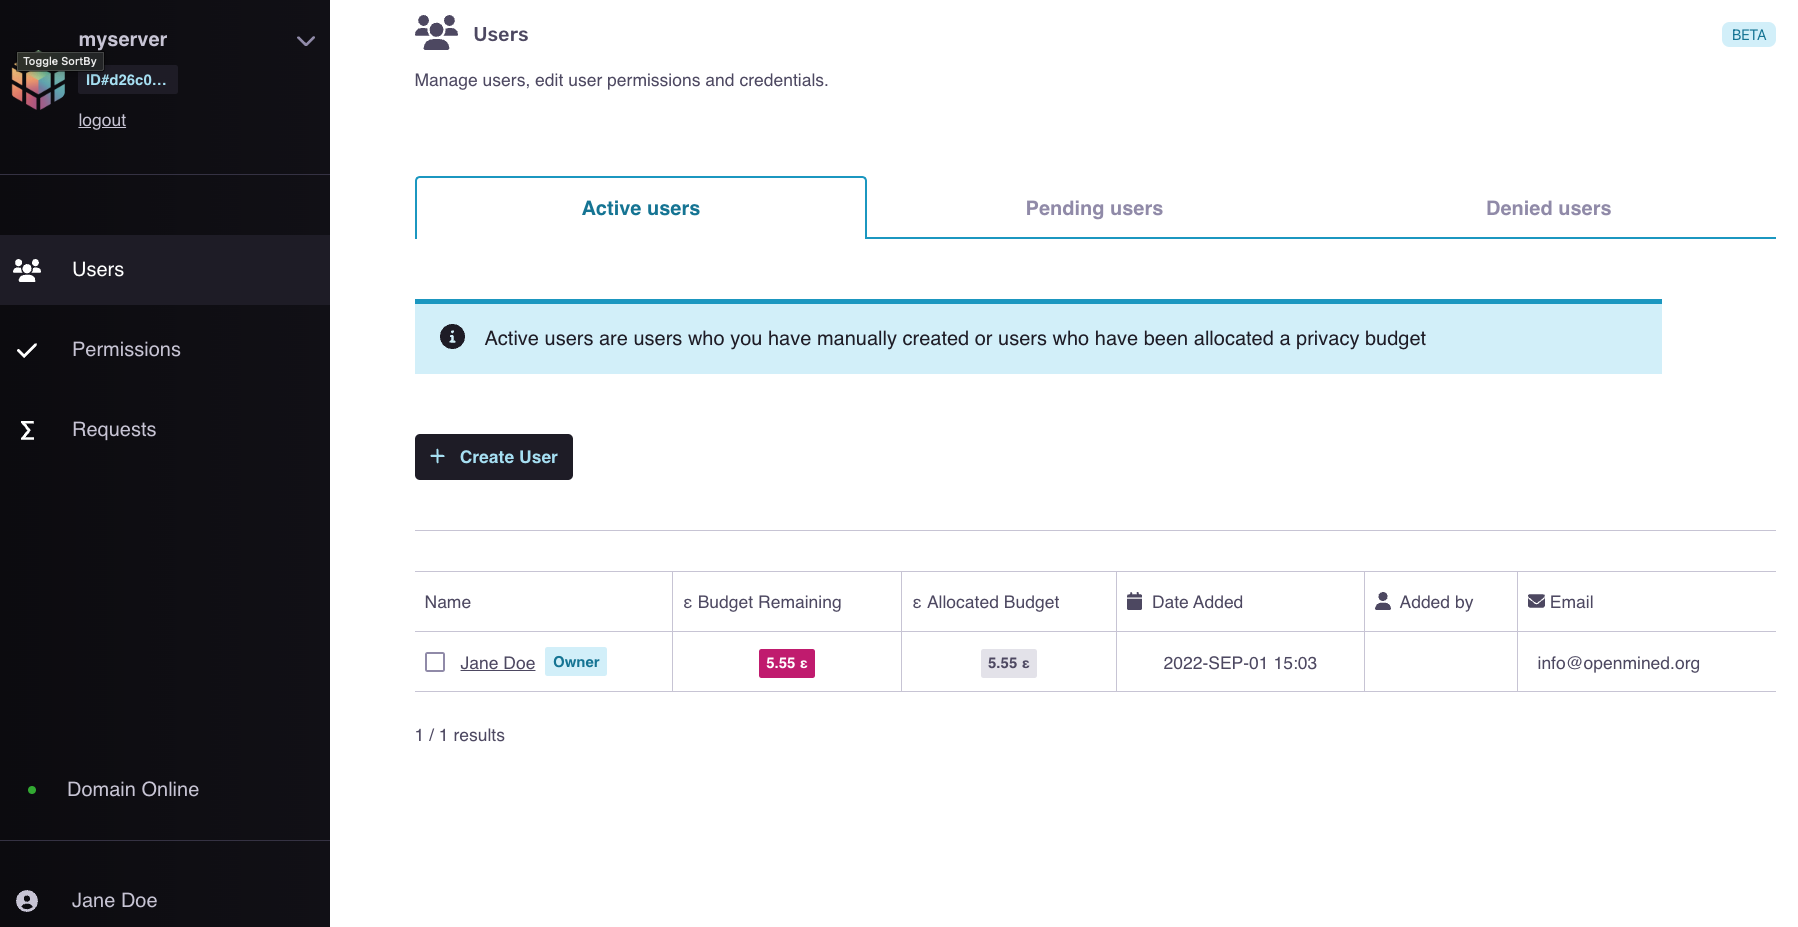 myserver
Toggle SortBy
ID#d26c0...
logout
Users
Permissions
Requests
Domain Online
Jane Doe
Users
BETA
Manage users, edit user permissions and credentials.
Active users
Pending users
Denied users
Active users are users who you have manually created or users who have been allocated a privacy budget
+ Create User
Name
ε Budget Remaining
ε Allocated Budget
Date Added
Added by
Email
Jane Doe Owner
5.55 ε
5.55 ε
2022-SEP-01 15:03
info@openmined.org
1 / 1 results